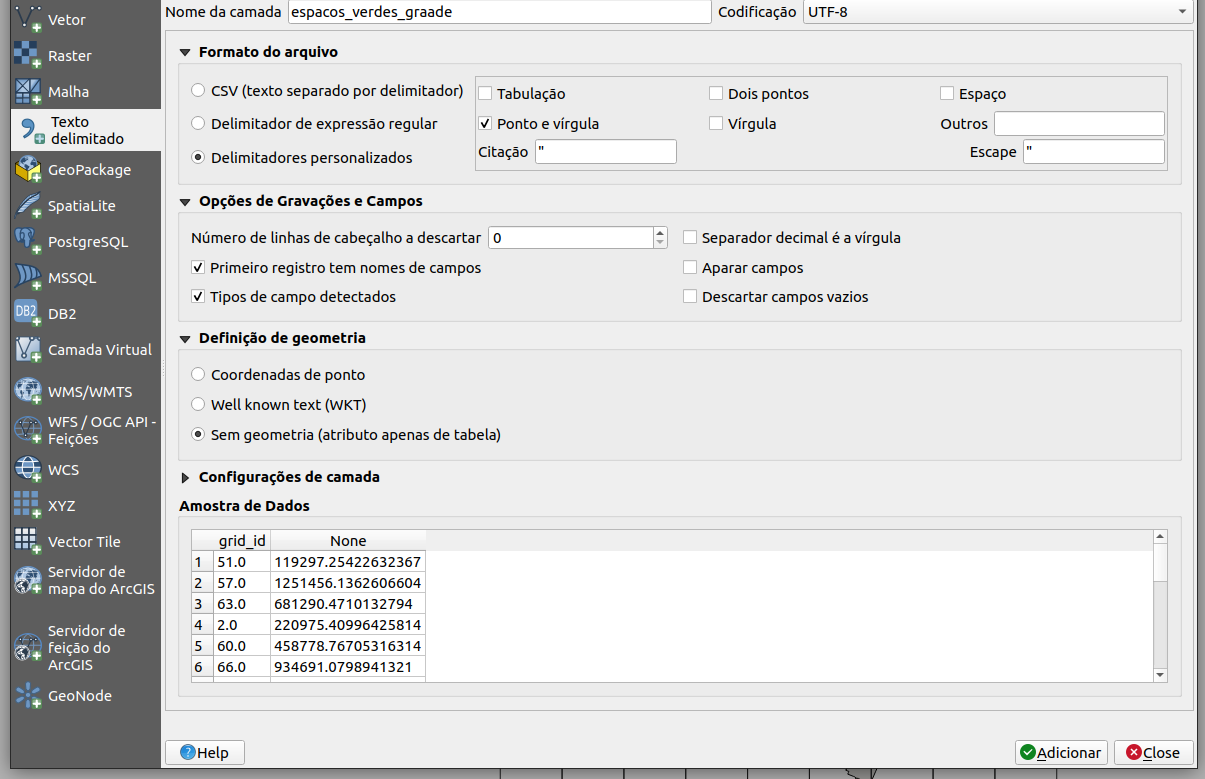 Nome da camada espacos_verdes_graade Codificação UTF-8
Vetor
Raster
Malha
Texto
delimitado
GeoPackage
SpatiaLite
PostgreSQL
MSSQL
DB2
DB2
Camada Virtual
WMS/WMTS
WFS / OGC API -
Feições
WCS
XYZ
Vector Tile
Servidor de
mapa do ArcGIS
Servidor de
feição do
ArcGIS
GeoNode
Formato do arquivo
CSV (texto separado por delimitador) Tabulação Dois pontos Espaço
Delimitador de expressão regular Ponto e vírgula Vírgula Outros
Delimitadores personalizados Citação " Escape "
Opções de Gravações e Campos
Número de linhas de cabeçalho a descartar 0 Separador decimal é a vírgula
Primeiro registro tem nomes de campos Aparar campos
Tipos de campo detectados Descartar campos vazios
Definição de geometria
Coordenadas de ponto
Well known text (WKT)
Sem geometria (atributo apenas de tabela)
Configurações de camada
Amostra de Dados
grid_id None
1 51.0 119297.25422632367
2 57.0 1251456.1362606604
3 63.0 681290.4710132794
4 2.0 220975.40996425814
5 60.0 458778.76705316314
6 66.0 934691.0798941321
Help Adicionar Close